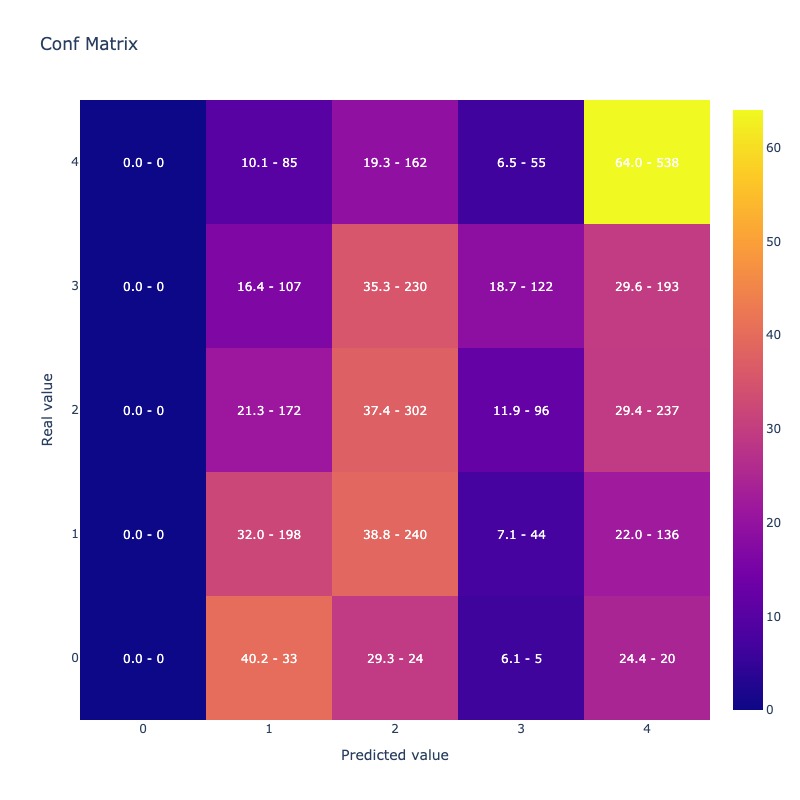 Conf Matrix
4 0.0 - 0 10.1 - 85 19.3 - 162 6.5 - 55 64.0 - 538
3 0.0 - 0 16.4 - 107 35.3 - 230 18.7 - 122 29.6 - 193
2 0.0 - 0 21.3 - 172 37.4 - 302 11.9 - 96 29.4 - 237
1 0.0 - 0 32.0 - 198 38.8 - 240 7.1 - 44 22.0 - 136
0 0.0 - 0 40.2 - 33 29.3 - 24 6.1 - 5 24.4 - 20
0 1 2 3 4
Predicted value
Real value
60
50
40
30
20
10
0